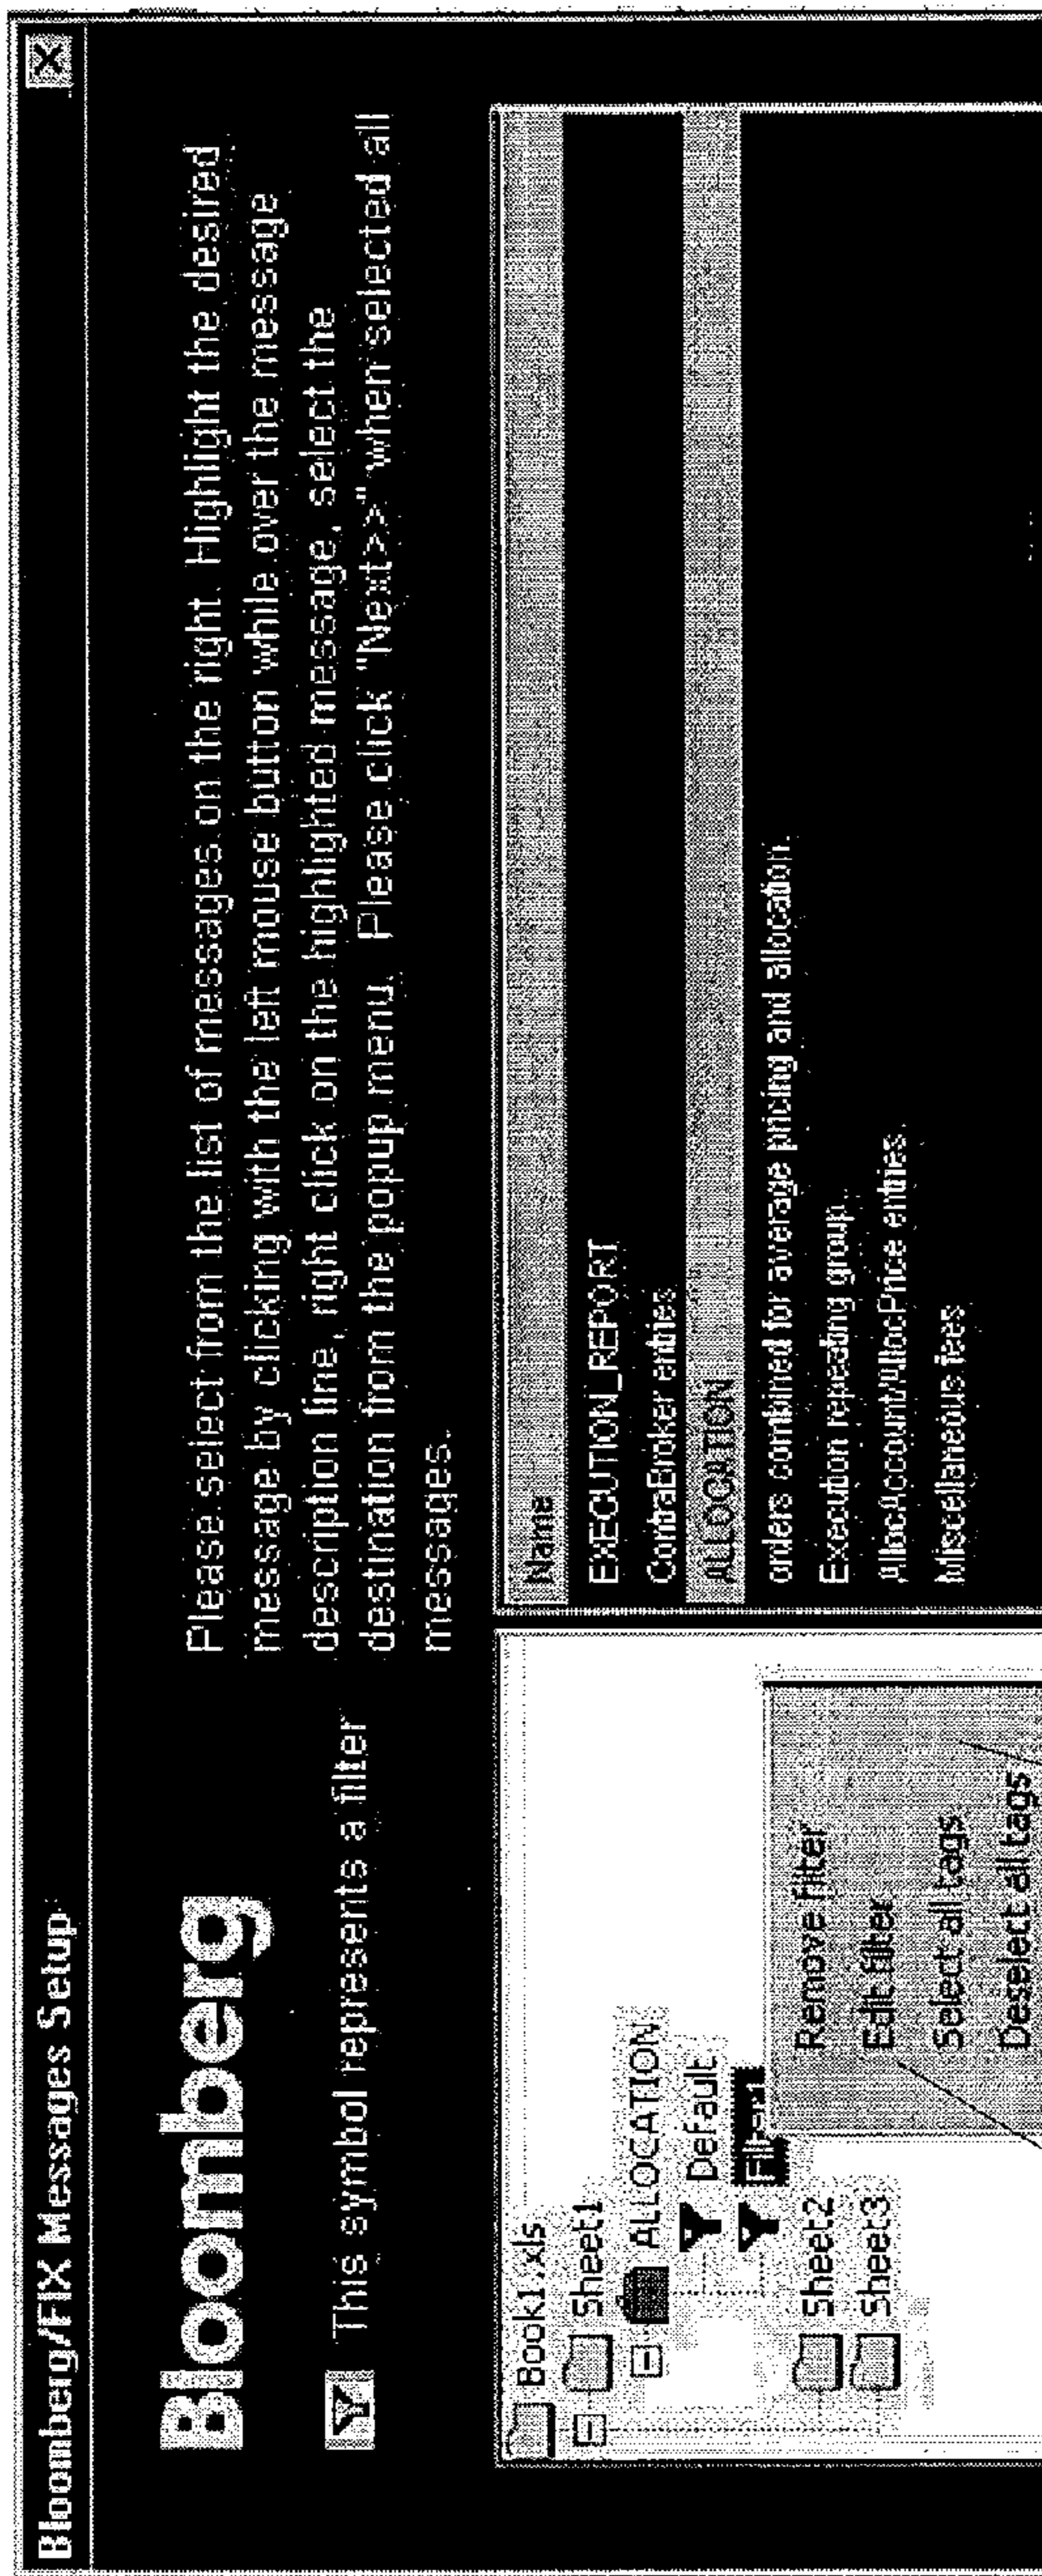 Bloomberg/FIX Messages Setup
Bloomberg
This symbol represents a filter
Please select from the list of messages on the right. Highlight the desired
message by clicking with the left mouse button while over the message
description line, right click on the highlighted message, select the
destination from the popup menu. Please click "Next>>" when selected all
messages.
Book1.xls
Sheet1
ALLOCATION
Default
Filter1
Sheet2
Sheet3
Remove filter
Edit filter
Select all tags
Deselect all tags
Name
EXECUTION_REPORT
ContraBroker entries
ALLOCATION
orders combined for average pricing and allocation.
Execution repeating group.
AllocAccount/AllocPrice entries.
Miscellaneous fees